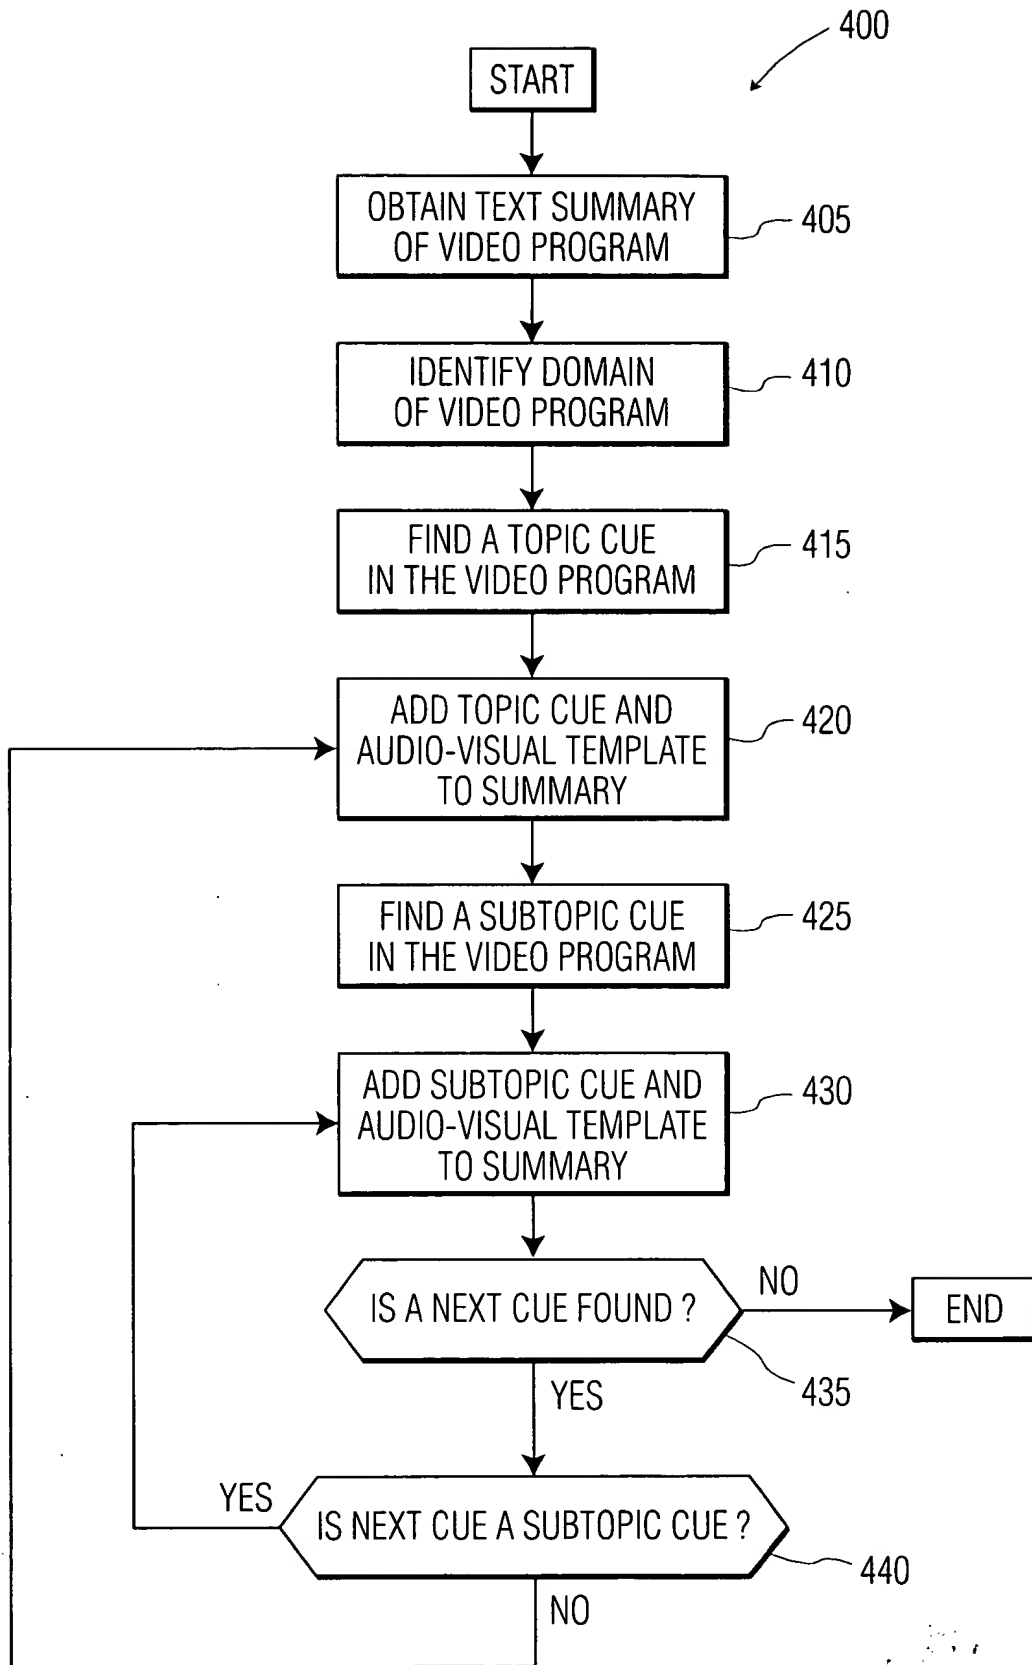 400
START
OBTAIN TEXT SUMMARY
OF VIDEO PROGRAM
405
IDENTIFY DOMAIN
OF VIDEO PROGRAM
410
FIND A TOPIC CUE
IN THE VIDEO PROGRAM
415
ADD TOPIC CUE AND
AUDIO-VISUAL TEMPLATE
TO SUMMARY
420
FIND A SUBTOPIC CUE
IN THE VIDEO PROGRAM
425
ADD SUBTOPIC CUE AND
AUDIO-VISUAL TEMPLATE
TO SUMMARY
430
IS A NEXT CUE FOUND ?
NO
END
435
YES
YES
IS NEXT CUE A SUBTOPIC CUE ?
440
NO